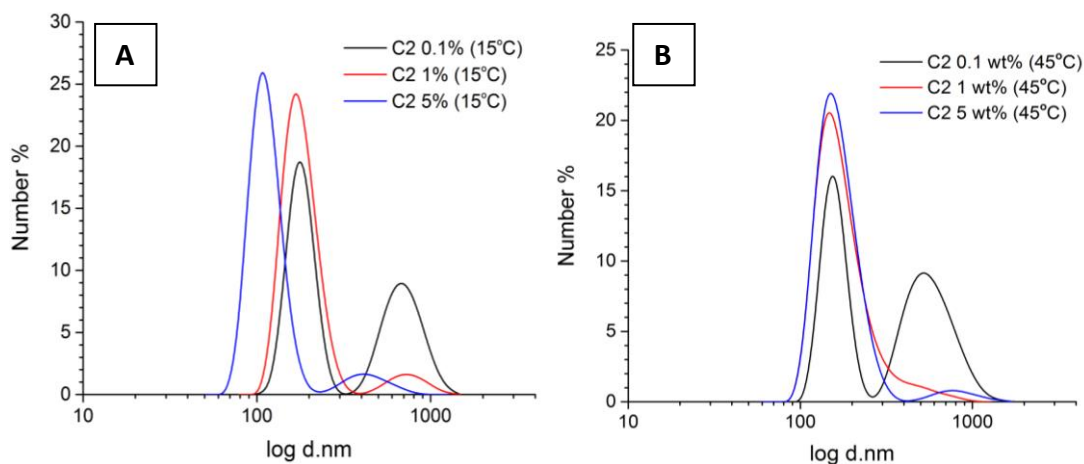 A
C2 0.1% (15°C)
C2 1% (15°C)
C2 5% (15°C)
30
25
20
15
10
5
0
Number %
10
100
1000
log d.nm
B
C2 0.1 wt% (45°C)
C2 1 wt% (45°C)
C2 5 wt% (45°C)
25
20
15
10
5
0
Number %
10
100
1000
log d.nm